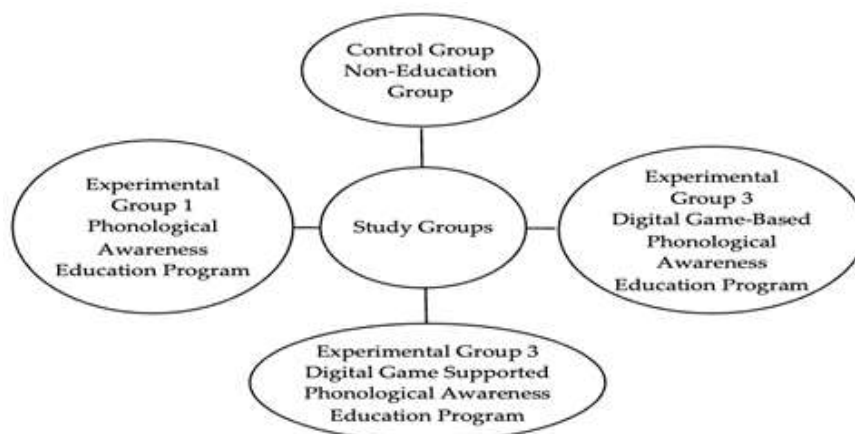 Control Group
Non-Education
Group
Experimental
Group 1
Phonological
Awareness
Education Program
Study Groups
Experimental
Group 3
Digital Game-Based
Phonological
Awareness
Education Program
Experimental Group 3
Digital Game Supported
Phonological Awareness
Education Program